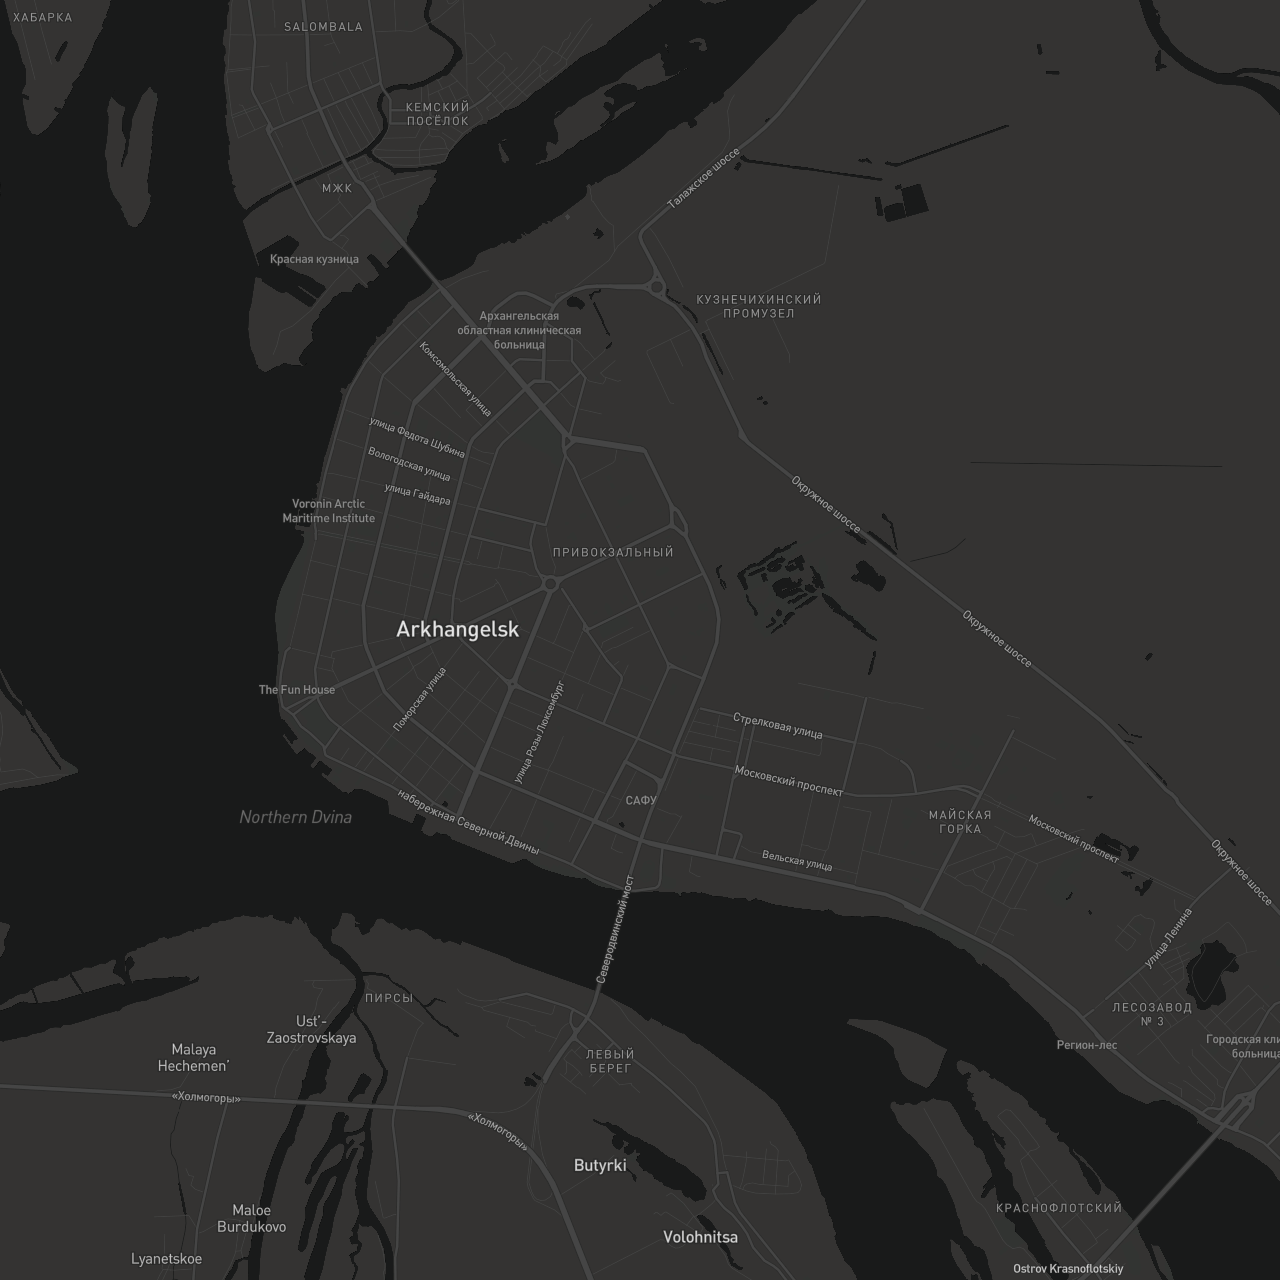 ХАБАРКА
SALOMBALA
КЕМСКИЙ
ПОСЁЛОК
МЖК
Талажское шоссе
Красная кузница
КУЗНЕЧИХИНСКИЙ
ПРОМУЗЕЛ
Архангельская
областная клиническая
больница
Комсомольская улица
улица Федота Шубина
Вологодская улица
улица Гайдара
Voronin Arctic
Maritime Institute
Окружное шоссе
ПРИВОКЗАЛЬНЫЙ
Arkhangelsk
Окружное шоссе
The Fun House
Поморская улица
улица Розы Люксембург
Стрелковая улица
Московский проспект
САФУ
Northern Dvina
набережная Северной Двины
МАЙСКАЯ
ГОРКА
Московский проспект
Вельская улица
Окружное шоссе
Северодвинский мост
улица Ленина
ПИРСЫ
Ust’-
Zaostrovskaya
ЛЕСОЗАВОД
№ 3
Malaya
Hechemen’
ЛЕВЫЙ
БЕРЕГ
Регион-лес
Городская кли
больница
«Холмогоры»
«Холмогоры»
Butyrki
Maloe
Burdukovo
КРАСНОФЛОТСКИЙ
Volohnitsa
Lyanetskoe
Ostrov Krasnoflotskiy